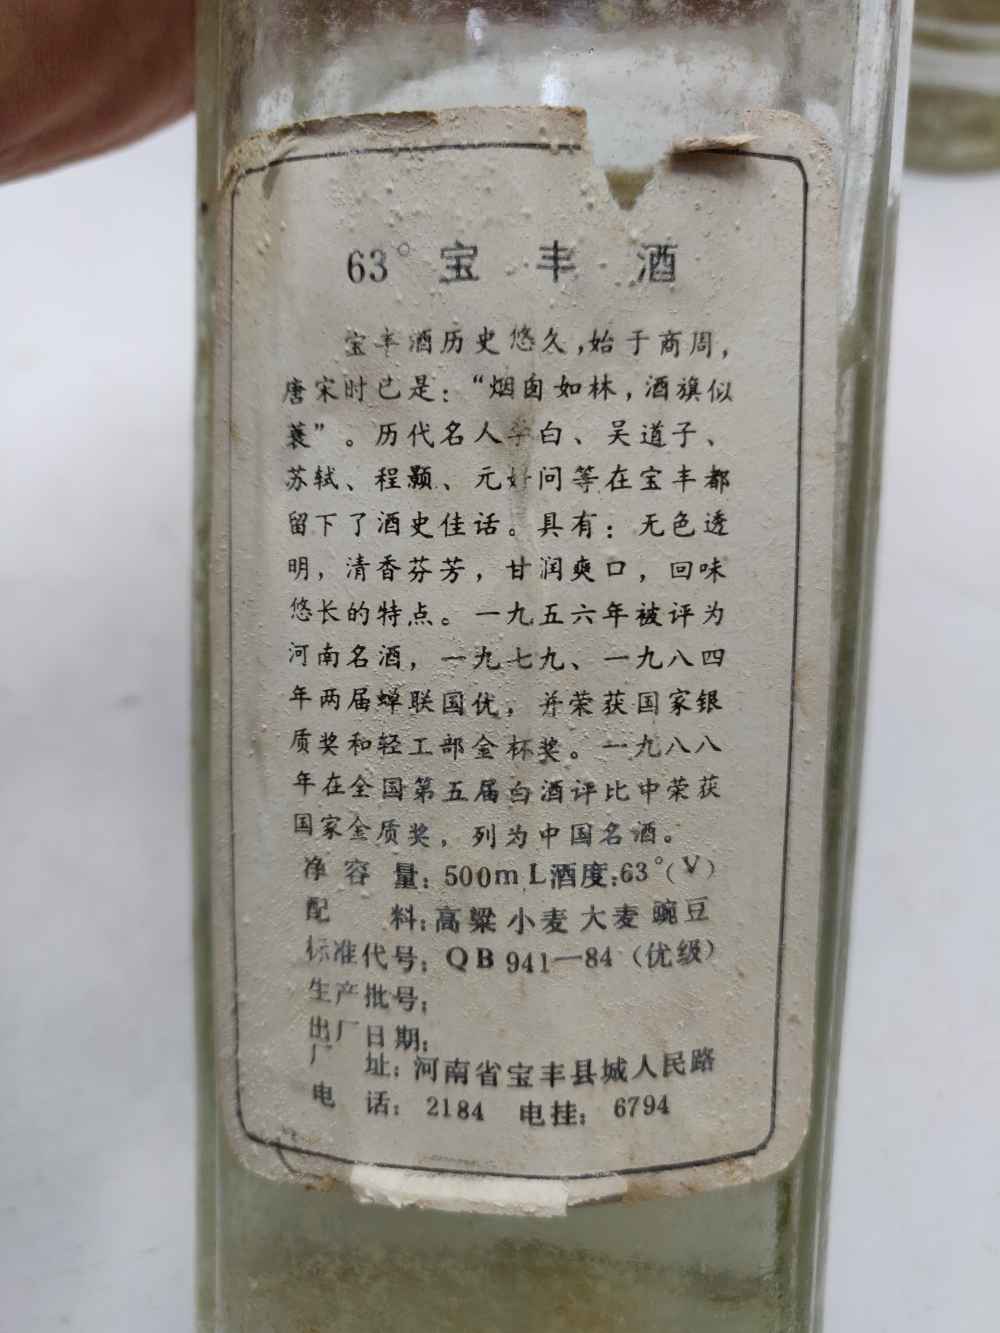 63°宝丰酒
宝丰酒历史悠久,始于商周,
唐宋时已是:“烟囱如林,酒旗似
蓑”。历代名人李白、吴道子、
苏轼、程颢、元好问等在宝丰都
留下了酒史佳话。具有:无色透
明,清香芬芳,甘润爽口,回味
悠长的特点。一九五六年被评为
河南名酒,一九七九、一九八四
年两届蝉联国优,并荣获国家银
质奖和轻工部金杯奖。一九八八
年在全国第五届白酒评比中荣获
国家金质奖,列为中国名酒。
净容量:500mL酒度:63°(V)
配料:高粱 小麦 大麦 豌豆
标准代号:QB 941—84(优级)
生产批号:
出厂日期:
厂址:河南省宝丰县城人民路
电话:2184 电挂:6794